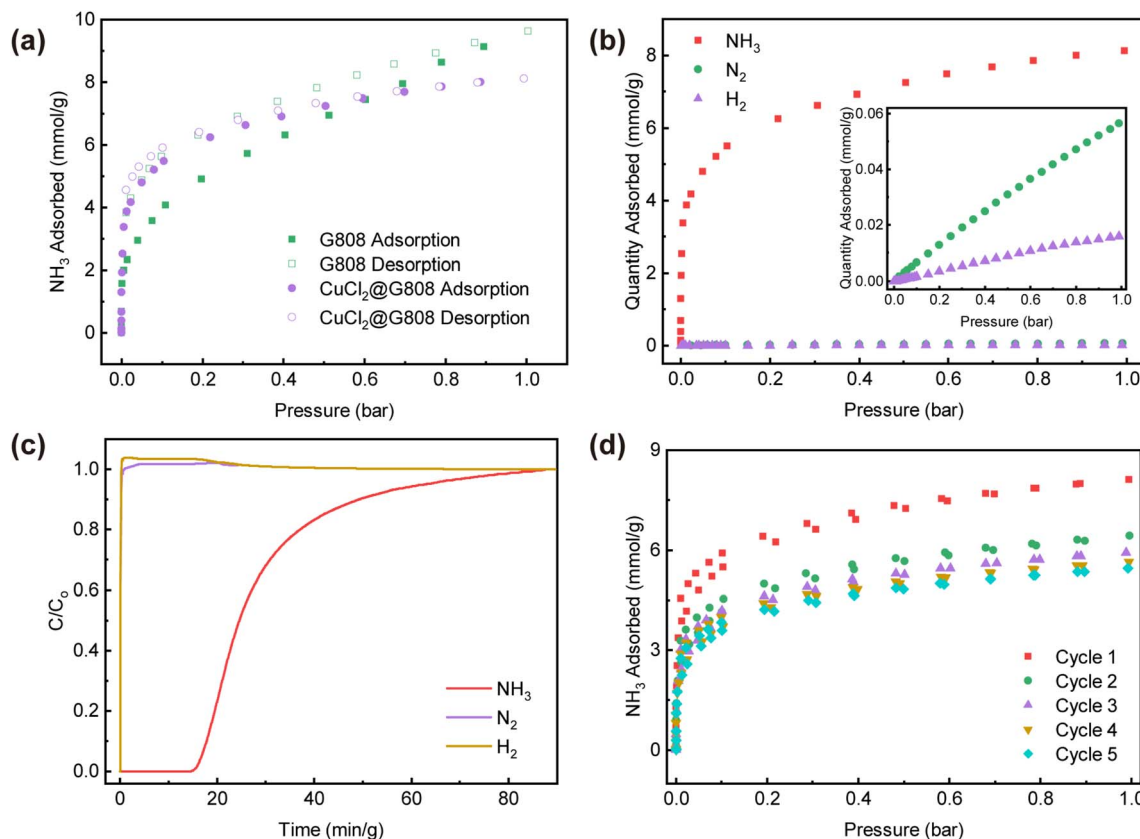 (a)
10
8
6
4
2
0
NH₃ Adsorbed (mmol/g)
G808 Adsorption
G808 Desorption
CuCl₂@G808 Adsorption
CuCl₂@G808 Desorption
0.0 0.2 0.4 0.6 0.8 1.0
Pressure (bar)
(b)
8
6
4
2
0
Quantity Adsorbed (mmol/g)
NH₃
N₂
H₂
0.06
0.04
0.02
0.00
Quantity Adsorbed (mmol/g)
0.0 0.2 0.4 0.6 0.8 1.0
Pressure (bar)
0.0 0.2 0.4 0.6 0.8 1.0
Pressure (bar)
(c)
1.0
0.8
0.6
0.4
0.2
0.0
C/Cₒ
NH₃
N₂
H₂
0 20 40 60 80
Time (min/g)
(d)
9
6
3
0
NH₃ Adsorbed (mmol/g)
Cycle 1
Cycle 2
Cycle 3
Cycle 4
Cycle 5
0.0 0.2 0.4 0.6 0.8 1.0
Pressure (bar)